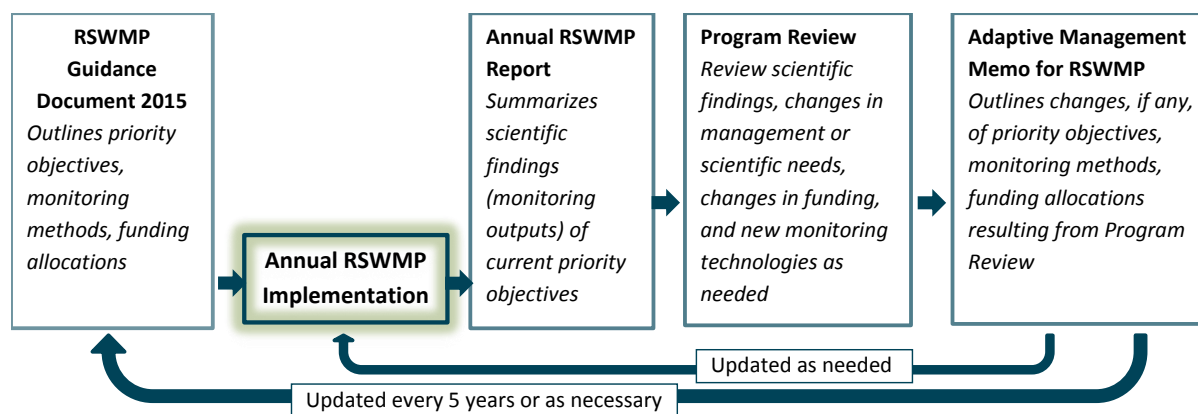 RSWMP
Guidance
Document 2015
Outlines priority
objectives,
monitoring
methods, funding
allocations
Annual RSWMP
Implementation
Annual RSWMP
Report
Summarizes
scientific
findings
(monitoring
outputs) of
current priority
objectives
Program Review
Review scientific
findings, changes in
management or
scientific needs,
changes in funding,
and new monitoring
technologies as
needed
Adaptive Management
Memo for RSWMP
Outlines changes, if any,
of priority objectives,
monitoring methods,
funding allocations
resulting from Program
Review
Updated as needed
Updated every 5 years or as necessary